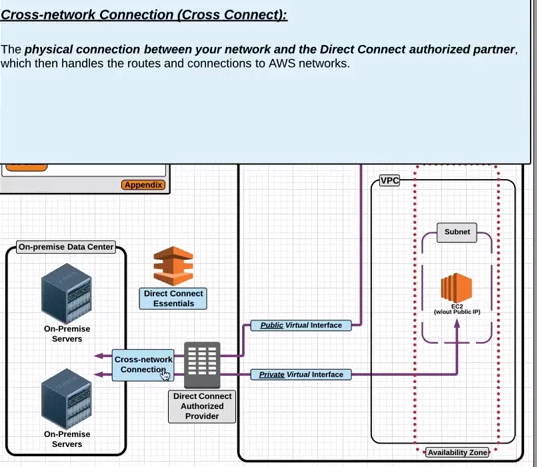 Cross-network Connection (Cross Connect):
The physical connection between your network and the Direct Connect authorized partner,
which then handles the routes and connections to AWS networks.
Appendix
VPC
Subnet
On-premise Data Center
EC2
(w/out Public IP)
Direct Connect
Essentials
On-Premise
Servers
Public Virtual Interface
Cross-network
Connection
Private Virtual Interface
Direct Connect
Authorized
Provider
On-Premise
Servers
Availability Zone